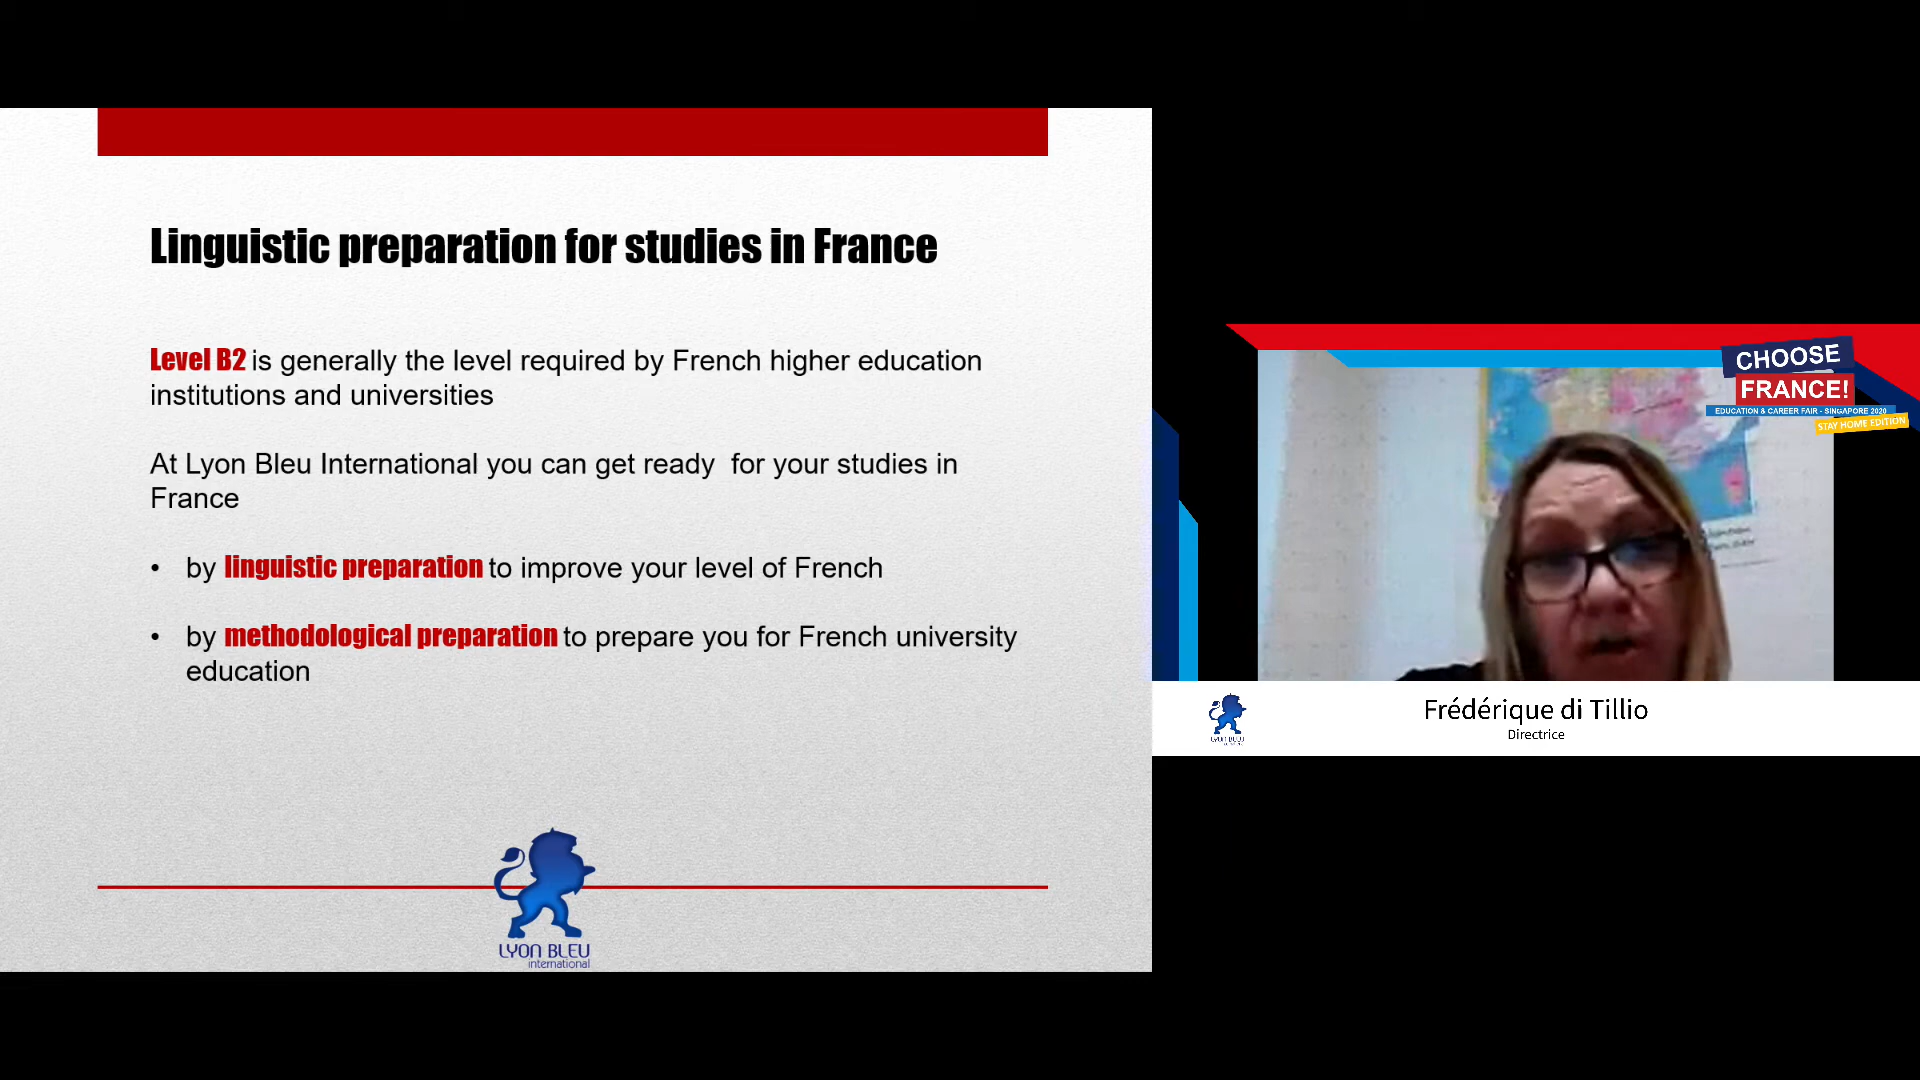 Linguistic preparation for studies in France
Level B2 is generally the level required by French higher education
institutions and universities
At Lyon Bleu International you can get ready  for your studies in
France
• by linguistic preparation to improve your level of French
• by methodological preparation to prepare you for French university
education
LYON BLEU
international
CHOOSE
FRANCE!
EDUCATION & CAREER FAIR - SINGAPORE 2020
STAY HOME EDITION
Frédérique di Tillio
Directrice
LYON BLEU